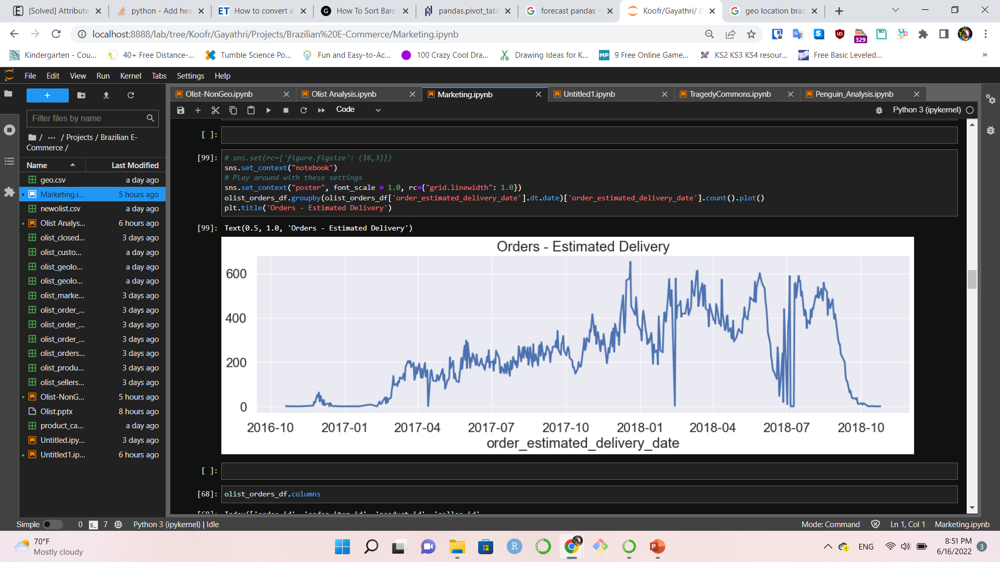 [Solved] Attribute
python - Add hea
How to convert a
How To Sort Bars
pandas.pivot_tabl
forecast pandas -
Koofr/Gayathri/ (
geo location braz
localhost:8888/lab/tree/Koofr/Gayathri/Projects/Brazilian%20E-Commerce/Marketing.ipynb
329
Kindergarten - Cou...
40+ Free Distance-...
Tumble Science Po...
Fun and Easy-to-Ac...
100 Crazy Cool Dra...
Drawing Ideas for K...
MP 9 Free Online Game...
KS2 KS3 KS4 resour...
Free Basic Leveled...
»
File Edit View Run Kernel Tabs Settings Help
Olist-NonGeo.ipynb
Olist Analysis.ipynb
Marketing.ipynb
Untitled1.ipynb
TragedyCommons.ipynb
Penguin_Analysis.ipynb
Code
Python 3 (ipykernel)
Filter files by name
/ ··· / Projects / Brazilian E-
Commerce /
Name Last Modified
geo.csv a day ago
Marketing.i... 5 hours ago
newolist.csv a day ago
Olist Analys... 6 hours ago
olist_closed... 3 days ago
olist_custo... a day ago
olist_geolo... a day ago
olist_geolo... a day ago
olist_marke... 3 days ago
olist_order_... 3 days ago
olist_order_... 3 days ago
olist_order_... 3 days ago
olist_orders... 3 days ago
olist_produ... 3 days ago
olist_sellers... 3 days ago
Olist-NonG... 5 hours ago
Olist.pptx 8 hours ago
product_ca... a day ago
Untitled.ipy... 3 days ago
Untitled1.ip... 6 hours ago
[ ]:
[99]: # sns.set(rc={'figure.figsize': (16,3)})
sns.set_context("notebook")
# Play around with these settings
sns.set_context("poster", font_scale = 1.0, rc={"grid.linewidth": 1.0})
olist_orders_df.groupby(olist_orders_df['order_estimated_delivery_date'].dt.date)['order_estimated_delivery_date'].count().plot()
plt.title('Orders - Estimated Delivery')
[99]: Text(0.5, 1.0, 'Orders - Estimated Delivery')
Orders - Estimated Delivery
600
400
200
0
2016-10 2017-01 2017-04 2017-07 2017-10 2018-01 2018-04 2018-07 2018-10
order_estimated_delivery_date
[ ]:
[68]: olist_orders_df.columns
[68]: Index(['order_id', 'order_item_id', 'product_id', 'seller_id',
Simple 0 7 Python 3 (ipykernel) | Idle
Mode: Command Ln 1, Col 1 Marketing.ipynb
70°F
Mostly cloudy
ENG
8:51 PM
6/16/2022
3